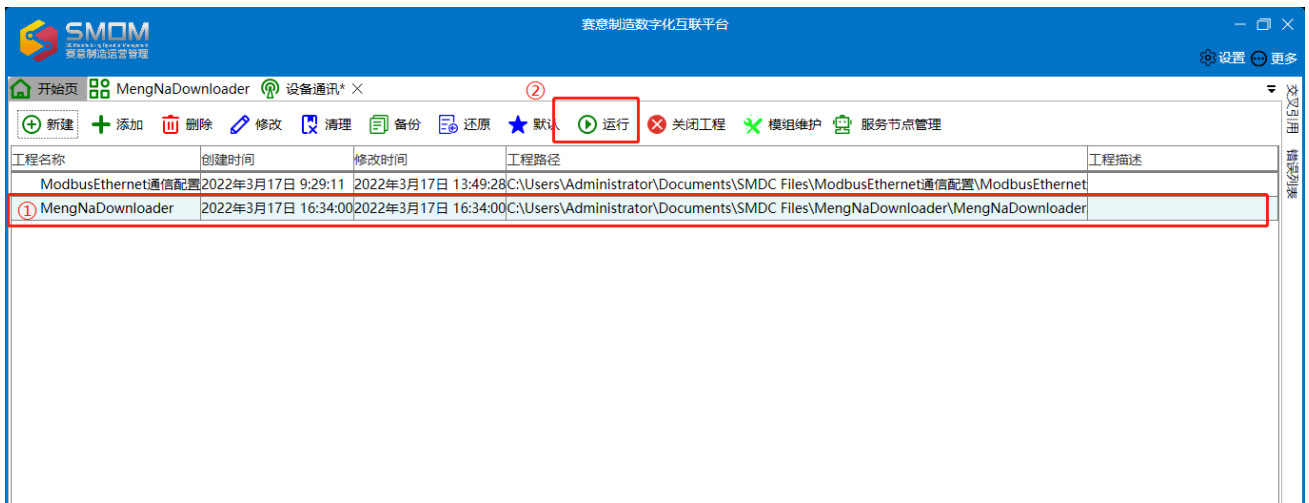 赛意制造数字化互联平台
SMOM
赛意制造运营管理
设置 更多
开始页 MengNaDownloader 设备通讯*
②
新建 添加 删除 修改 清理 备份 还原 默认 运行 关闭工程 模组维护 服务节点管理
工程名称 创建时间 修改时间 工程路径 工程描述
ModbusEthernet通信配置 2022年3月17日 9:29:11 2022年3月17日 13:49:28 C:\Users\Administrator\Documents\SMDC Files\ModbusEthernet通信配置\ModbusEthernet
① MengNaDownloader 2022年3月17日 16:34:00 2022年3月17日 16:34:00 C:\Users\Administrator\Documents\SMDC Files\MengNaDownloader\MengNaDownloader
交叉引用
错误列表